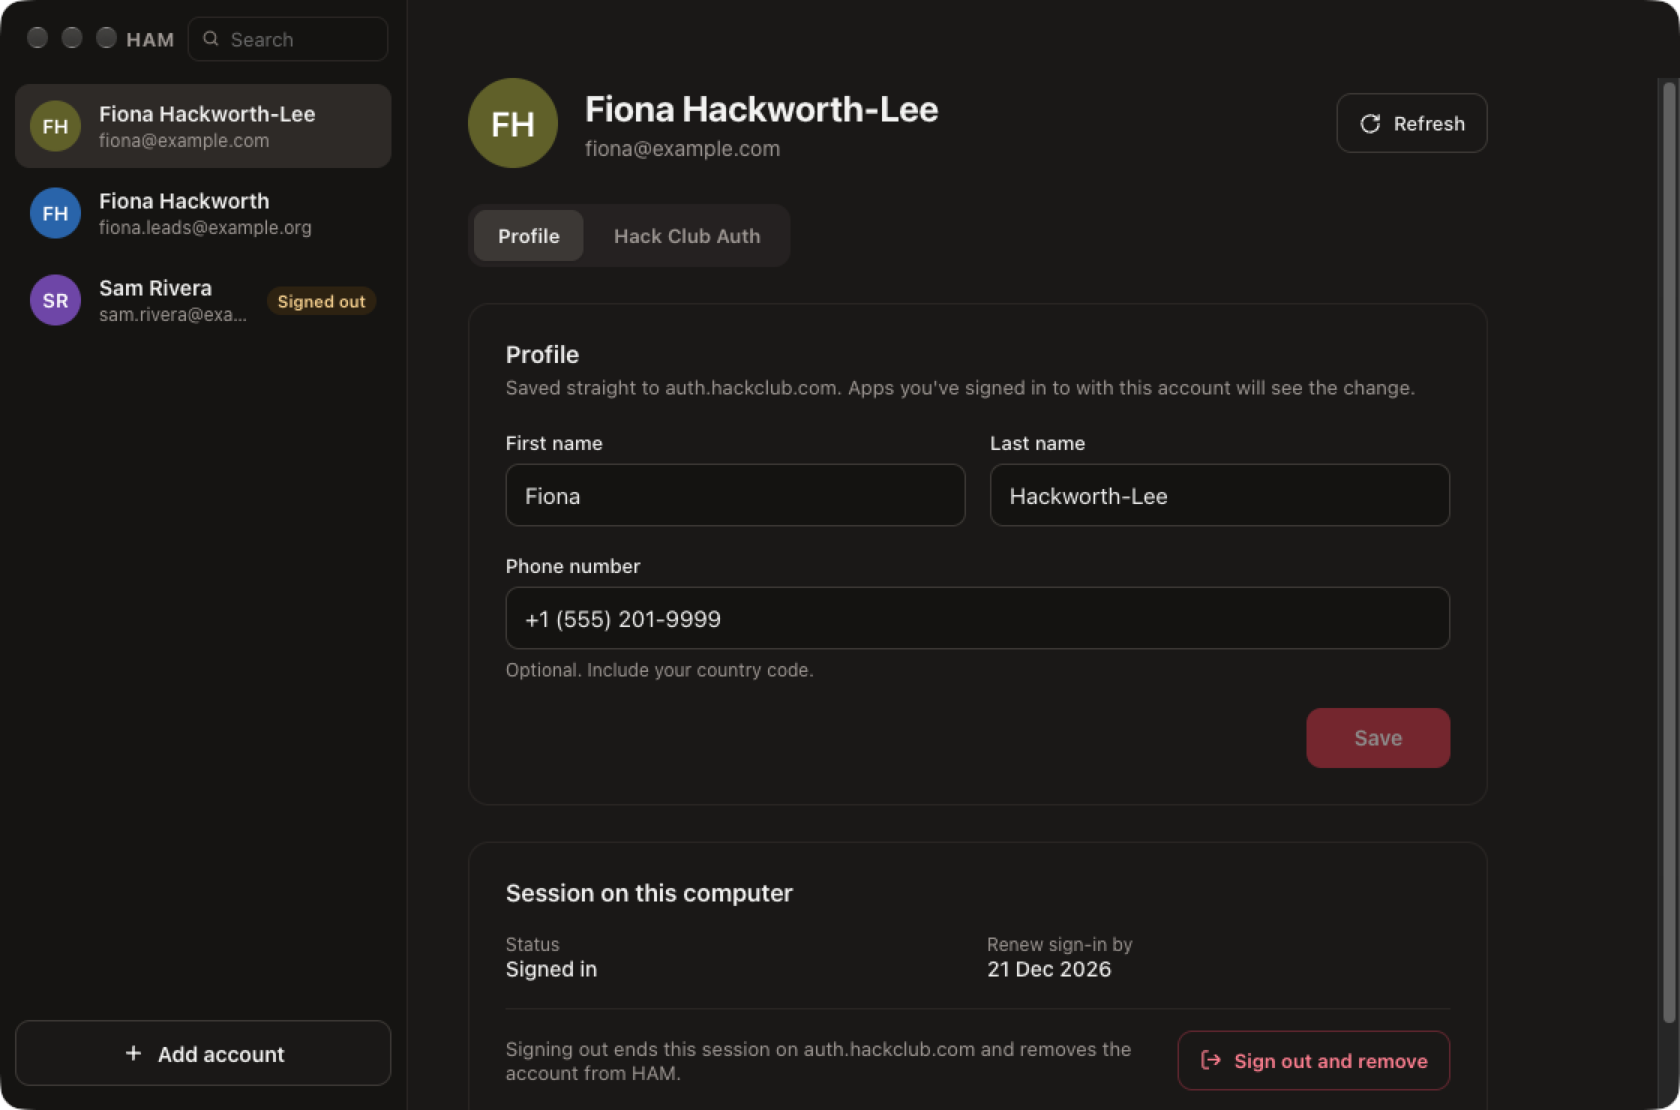 HAM
Search
FH
Fiona Hackworth-Lee
fiona@example.com
FH
Fiona Hackworth
fiona.leads@example.org
SR
Sam Rivera
sam.rivera@exa...
Signed out
+ Add account
FH
Fiona Hackworth-Lee
fiona@example.com
Refresh
Profile
Hack Club Auth
Profile
Saved straight to auth.hackclub.com. Apps you've signed in to with this account will see the change.
First name
Last name
Fiona
Hackworth-Lee
Phone number
+1 (555) 201-9999
Optional. Include your country code.
Save
Session on this computer
Status
Renew sign-in by
Signed in
21 Dec 2026
Signing out ends this session on auth.hackclub.com and removes the
account from HAM.
Sign out and remove